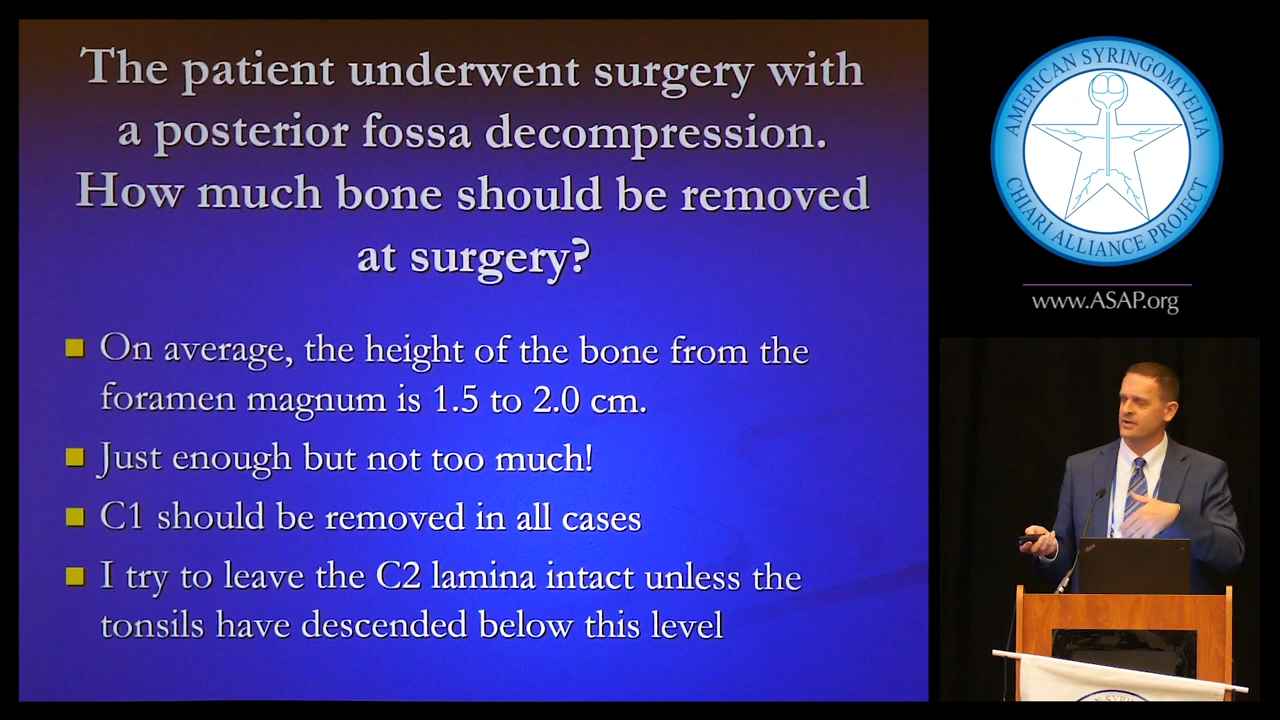 The patient underwent surgery with
a posterior fossa decompression.
How much bone should be removed
at surgery?
On average, the height of the bone from the
foramen magnum is 1.5 to 2.0 cm.
Just enough but not too much!
C1 should be removed in all cases
I try to leave the C2 lamina intact unless the
tonsils have descended below this level
AMERICAN SYRINGOMYELIA
CHIARI ALLIANCE PROJECT
www.ASAP.org